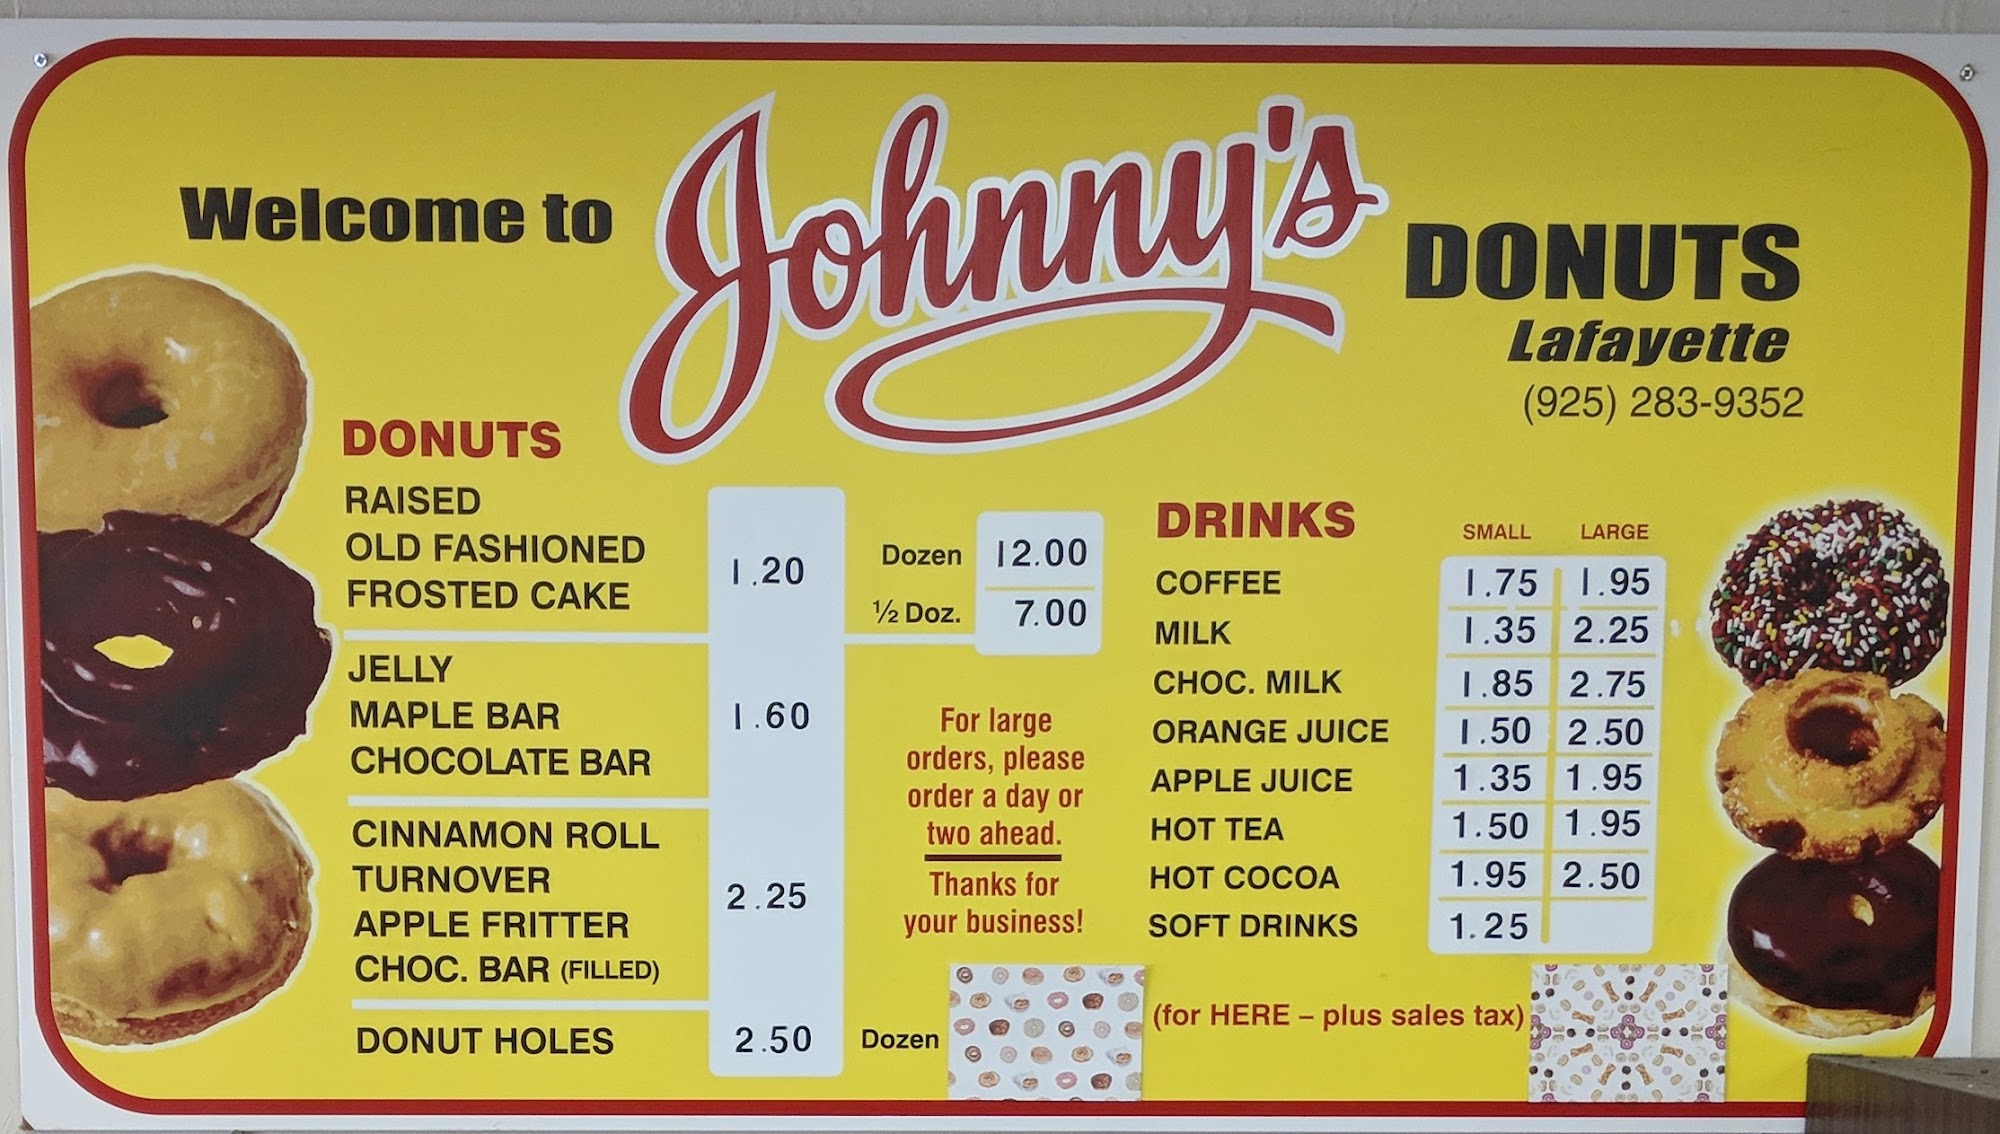 Welcome to Johnny's DONUTS
Lafayette
(925) 283-9352
DONUTS
RAISED
OLD FASHIONED
FROSTED CAKE
1.20
Dozen 12.00
½ Doz. 7.00
JELLY
MAPLE BAR
CHOCOLATE BAR
1.60
CINNAMON ROLL
TURNOVER
APPLE FRITTER
CHOC. BAR (FILLED)
2.25
DONUT HOLES 2.50 Dozen
For large
orders, please
order a day or
two ahead.
Thanks for
your business!
DRINKS SMALL LARGE
COFFEE 1.75 1.95
MILK 1.35 2.25
CHOC. MILK 1.85 2.75
ORANGE JUICE 1.50 2.50
APPLE JUICE 1.35 1.95
HOT TEA 1.50 1.95
HOT COCOA 1.95 2.50
SOFT DRINKS 1.25
(for HERE – plus sales tax)